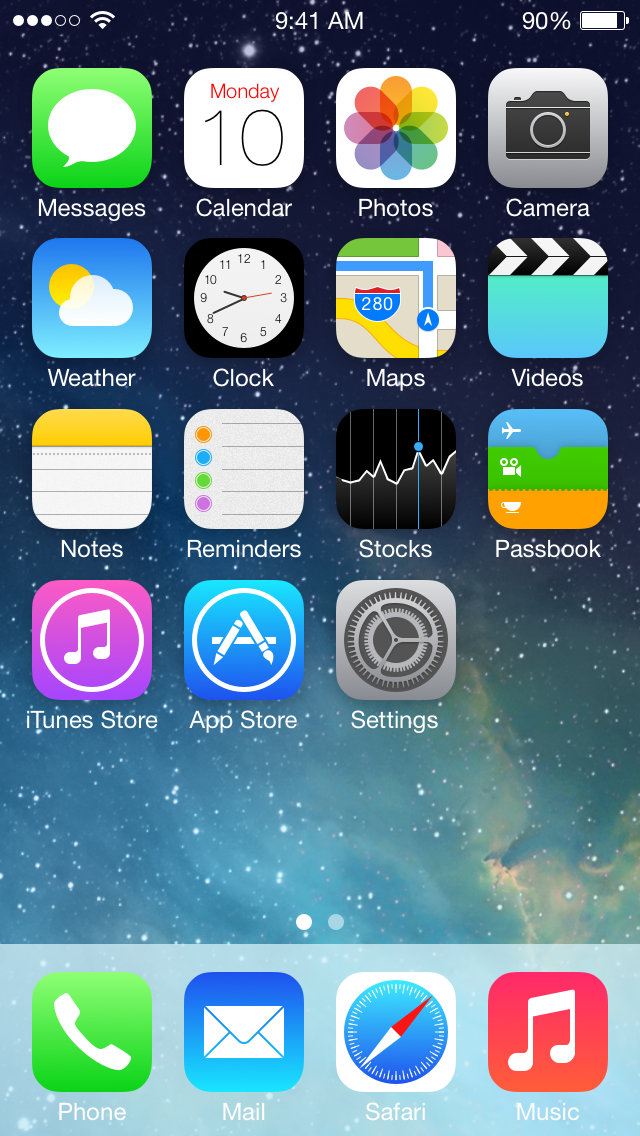 9:41 AM 90%
Monday
10
Messages Calendar Photos Camera
12
11 1
10 2
9 3
8 4
7 5
6
280
Weather Clock Maps Videos
Notes Reminders Stocks Passbook
iTunes Store App Store Settings
Phone Mail Safari Music